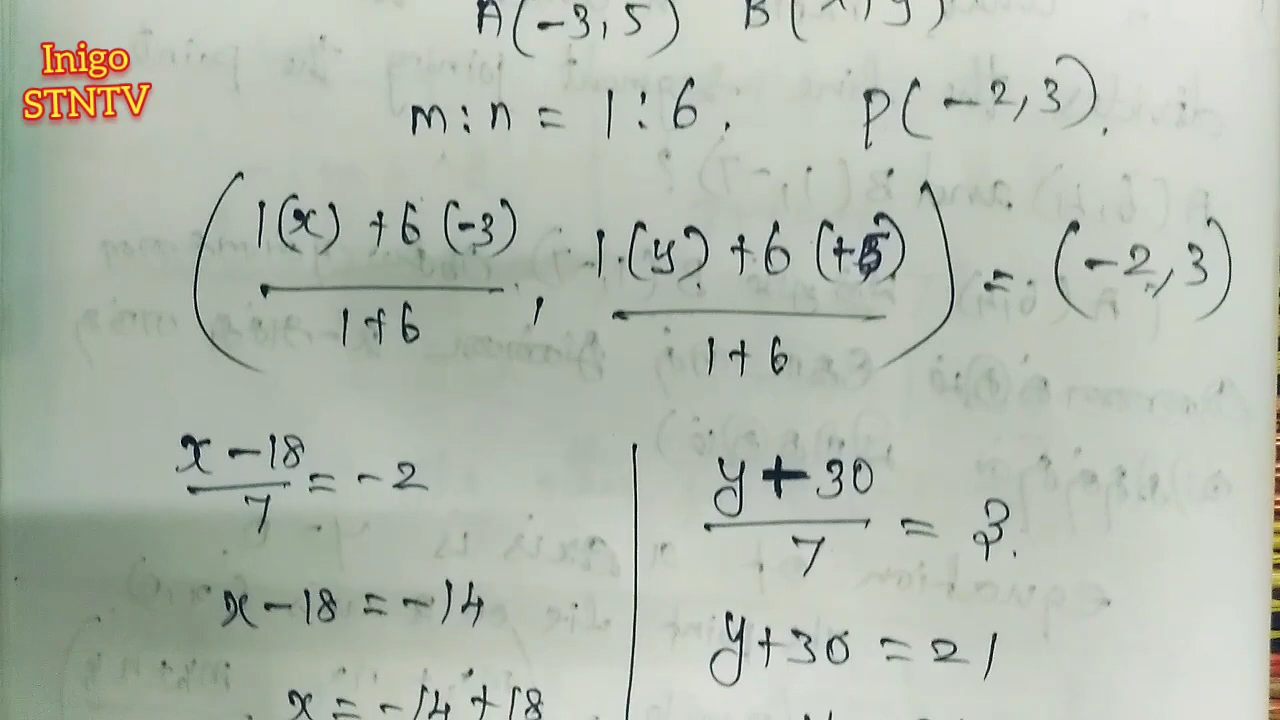 Inigo
STNTV
A(-3,5) B(x,y)
m:n = 1:6. P(-2,3).
(1(x)+6(-3)/1+6, 1.(y)+6(+5)/1+6) = (-2,3)
x-18/7 = -2
x-18 = -14
x = -14+18
y+30/7 = 3.
y+30 = 21